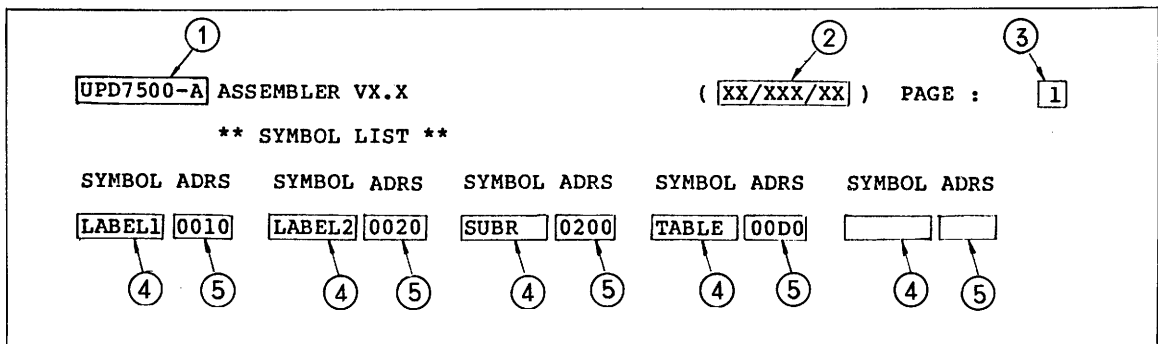 ① ② ③
UPD7500-A ASSEMBLER VX.X ( XX/XXX/XX ) PAGE : 1
** SYMBOL LIST **
SYMBOL ADRS SYMBOL ADRS SYMBOL ADRS SYMBOL ADRS SYMBOL ADRS
LABEL1 0010 LABEL2 0020 SUBR 0200 TABLE 00D0
④ ⑤ ④ ⑤ ④ ⑤ ④ ⑤ ④ ⑤